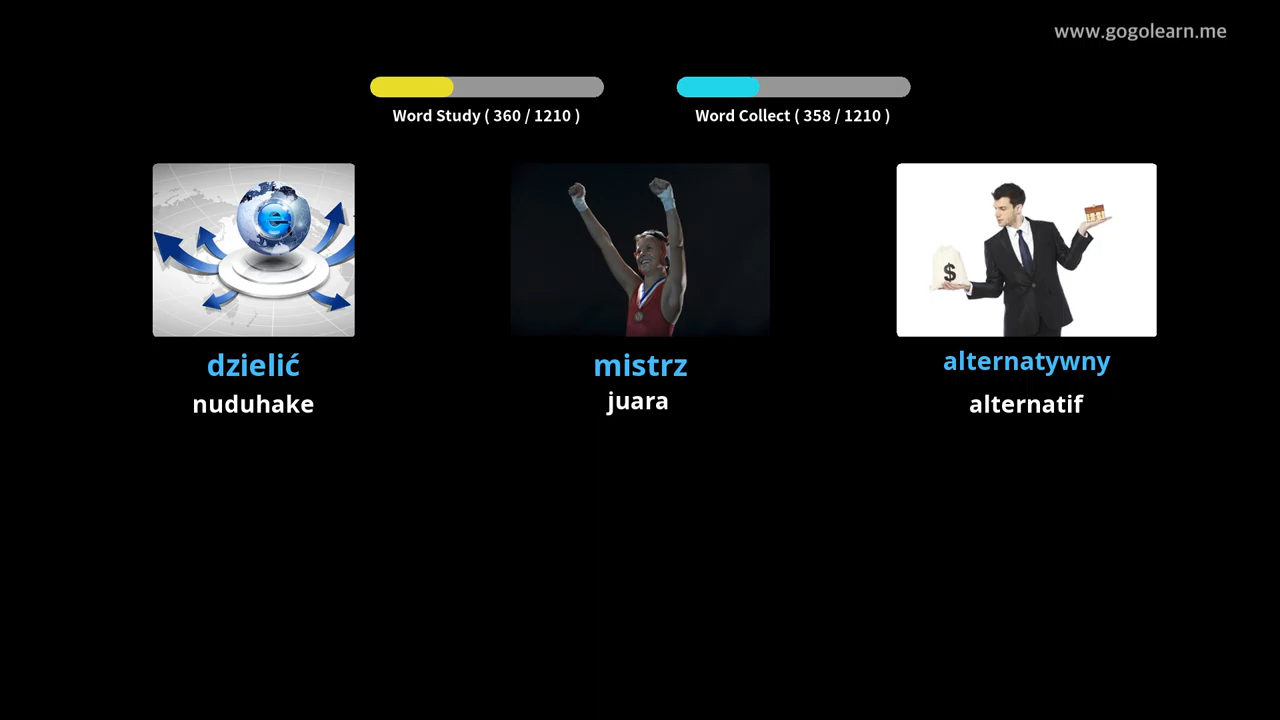 www.gogolearn.me
Word Study ( 360 / 1210 )
Word Collect ( 358 / 1210 )
e
$
dzielić
mistrz
alternatywny
nuduhake
juara
alternatif